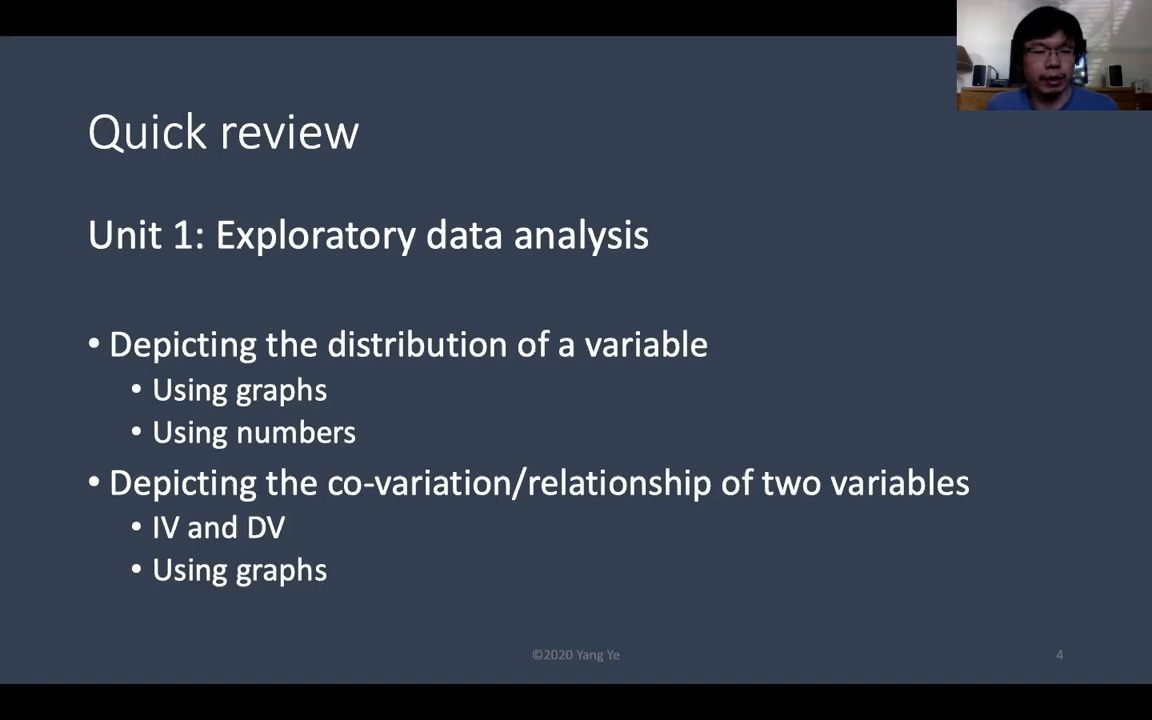 Quick review
Unit 1: Exploratory data analysis
• Depicting the distribution of a variable
• Using graphs
• Using numbers
• Depicting the co-variation/relationship of two variables
• IV and DV
• Using graphs
©2020 Yang Ye
4